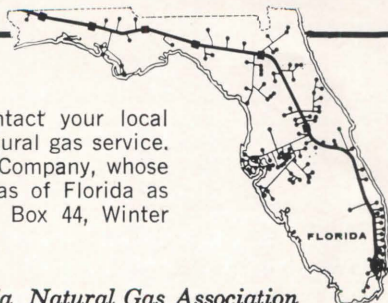 ntact your local
ural gas service.
Company, whose
as of Florida as
Box 44, Winter
FLORIDA
a Natural Gas Association